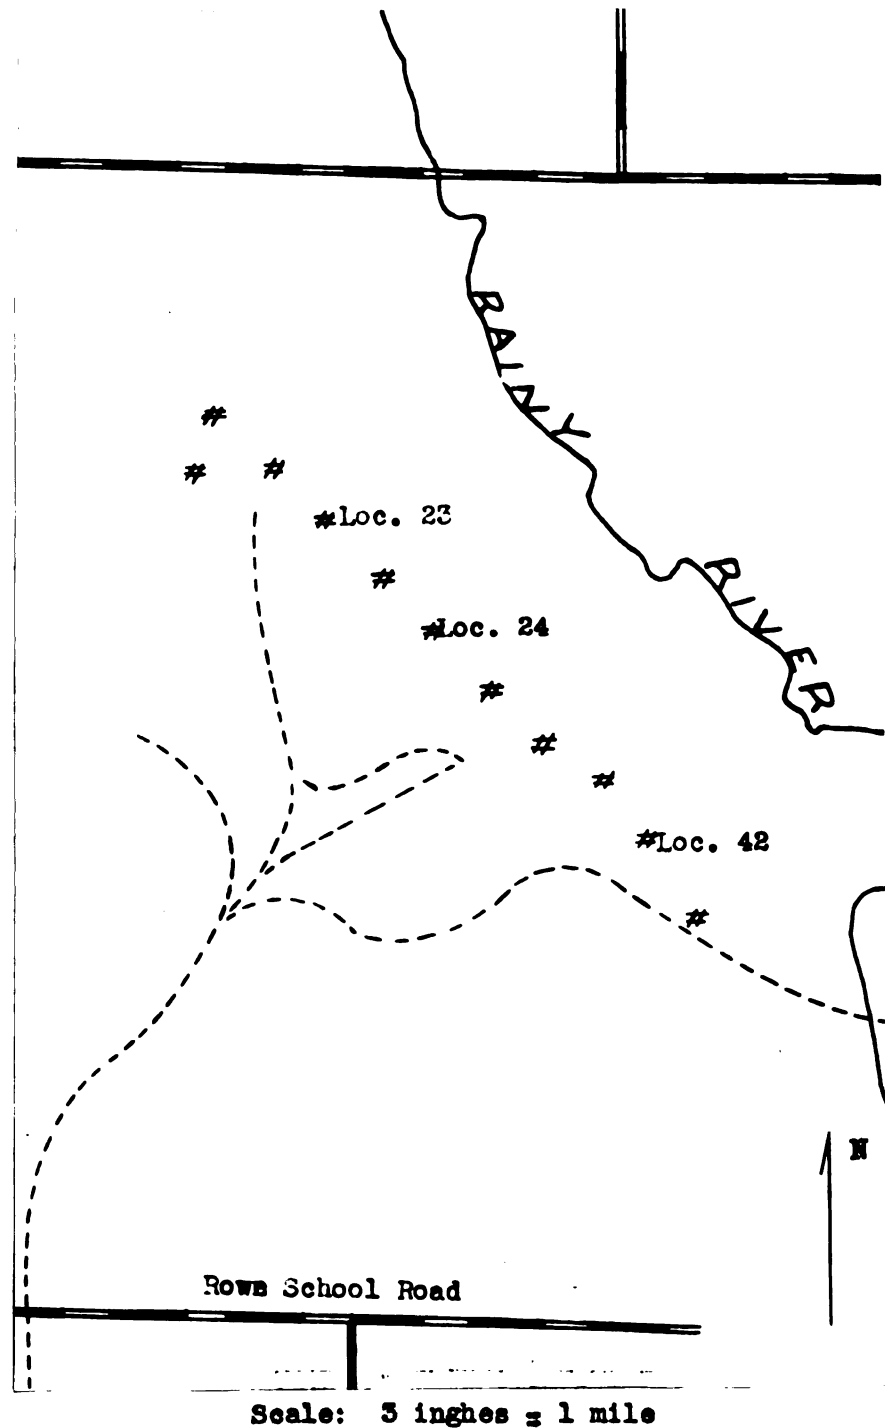 RAINY
#
# #
#Loc. 23
#
#Loc. 24
RIVER
#
#
#
#Loc. 42
#
N
Rowe School Road
Scale: 3 inches = 1 mile